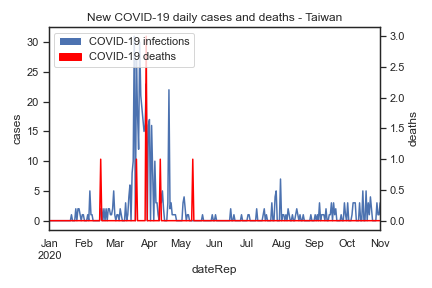 New COVID-19 daily cases and deaths - Taiwan
COVID-19 infections
COVID-19 deaths
cases
30
25
20
15
10
5
0
3.0
2.5
2.0
1.5
1.0
0.5
0.0
deaths
Jan Feb Mar Apr May Jun Jul Aug Sep Oct Nov
2020
dateRep